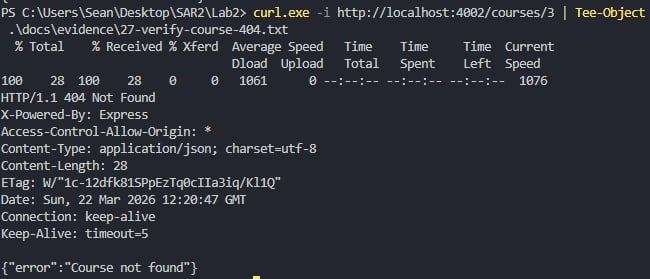 PS C:\Users\Sean\Desktop\SAR2\Lab2> curl.exe -i http://localhost:4002/courses/3 | Tee-Object
.\docs\evidence\27-verify-course-404.txt
% Total % Received % Xferd Average Speed Time Time Time Current
Dload Upload Total Spent Left Speed
100 28 100 28 0 0 1061 0 --:--:-- --:--:-- --:--:-- 1076
HTTP/1.1 404 Not Found
X-Powered-By: Express
Access-Control-Allow-Origin: *
Content-Type: application/json; charset=utf-8
Content-Length: 28
ETag: W/"1c-12dfk81SPpEzTq0cIIa3iq/Kl1Q"
Date: Sun, 22 Mar 2026 12:20:47 GMT
Connection: keep-alive
Keep-Alive: timeout=5
{"error":"Course not found"}